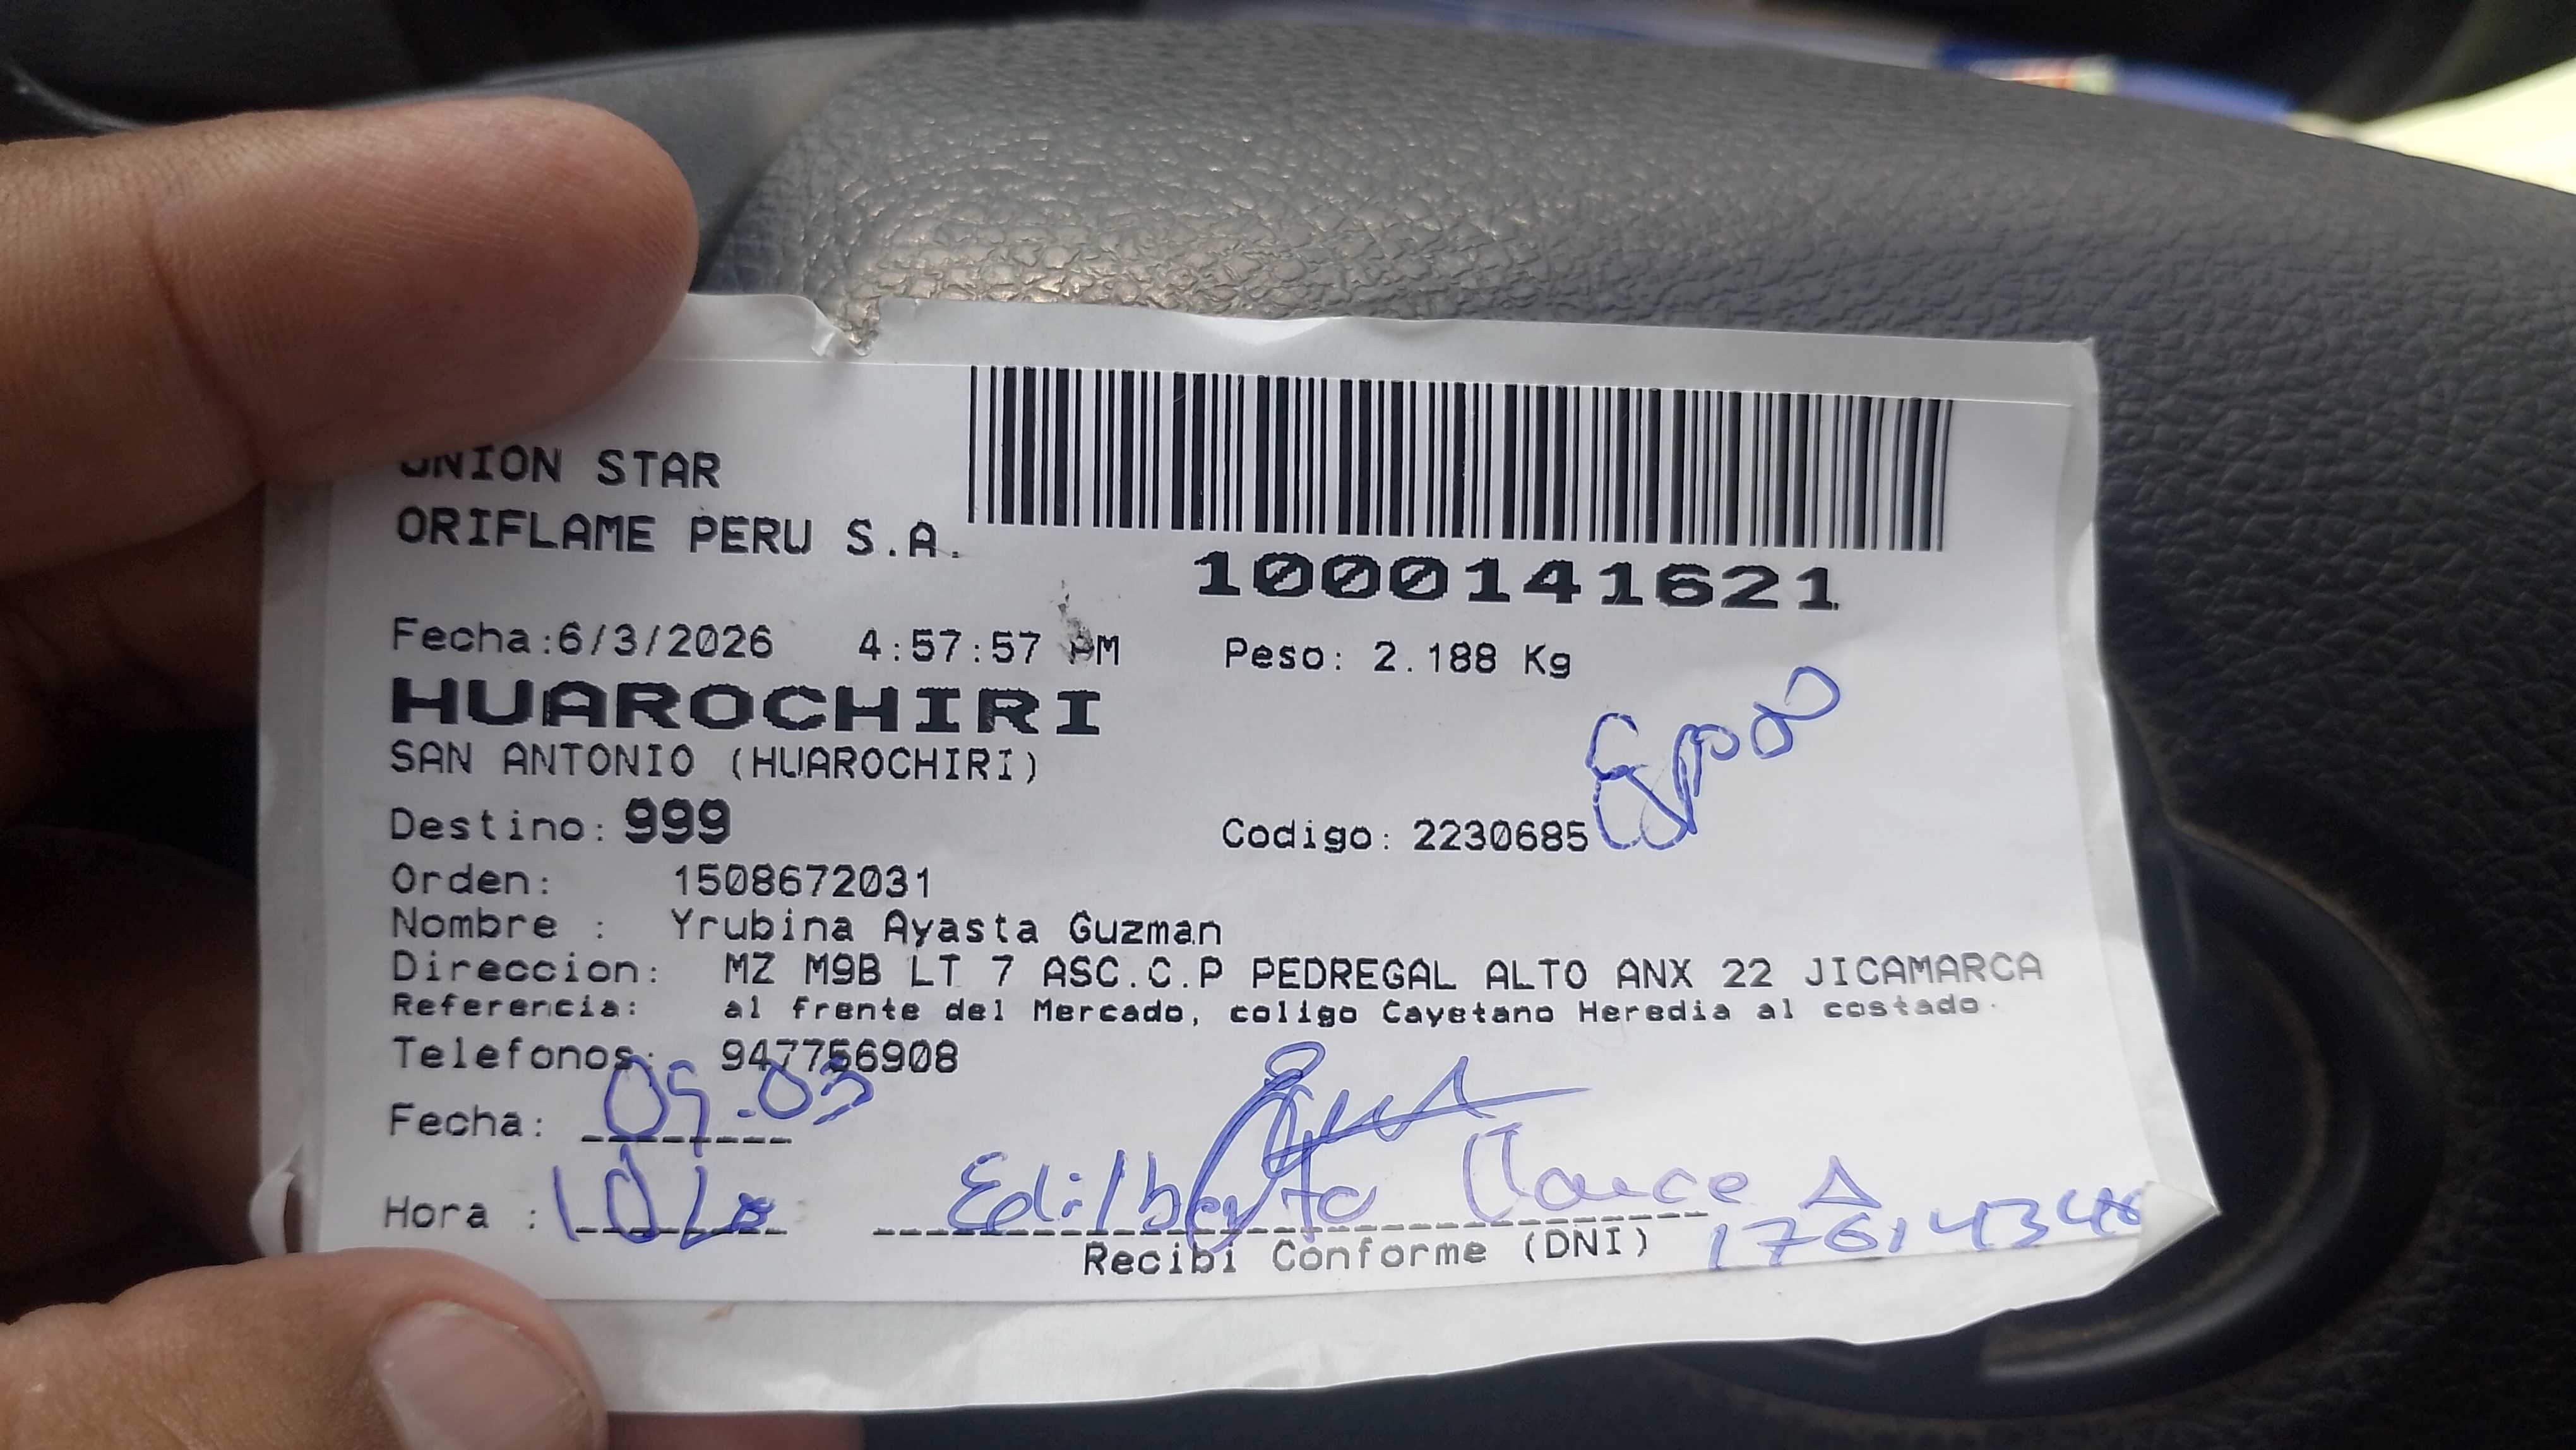 UNION STAR
ORIFLAME PERU S.A.
1000141621
Fecha:6/3/2026 4:57:57 PM Peso: 2.188 Kg
HUAROCHIRI
SAN ANTONIO (HUAROCHIRI)
Destino: 999 Codigo: 2230685
Orden: 1508672031
Nombre : Yrubina Ayasta Guzman
Direccion: MZ M9B LT 7 ASC.C.P PEDREGAL ALTO ANX 22 JICAMARCA
Referencia: al frente del Mercado, coligo Cayetano Heredia al costado.
Telefonos: 947756908
Fecha: 09.03
Hora :
Edilberto
Recibi Conforme (DNI)